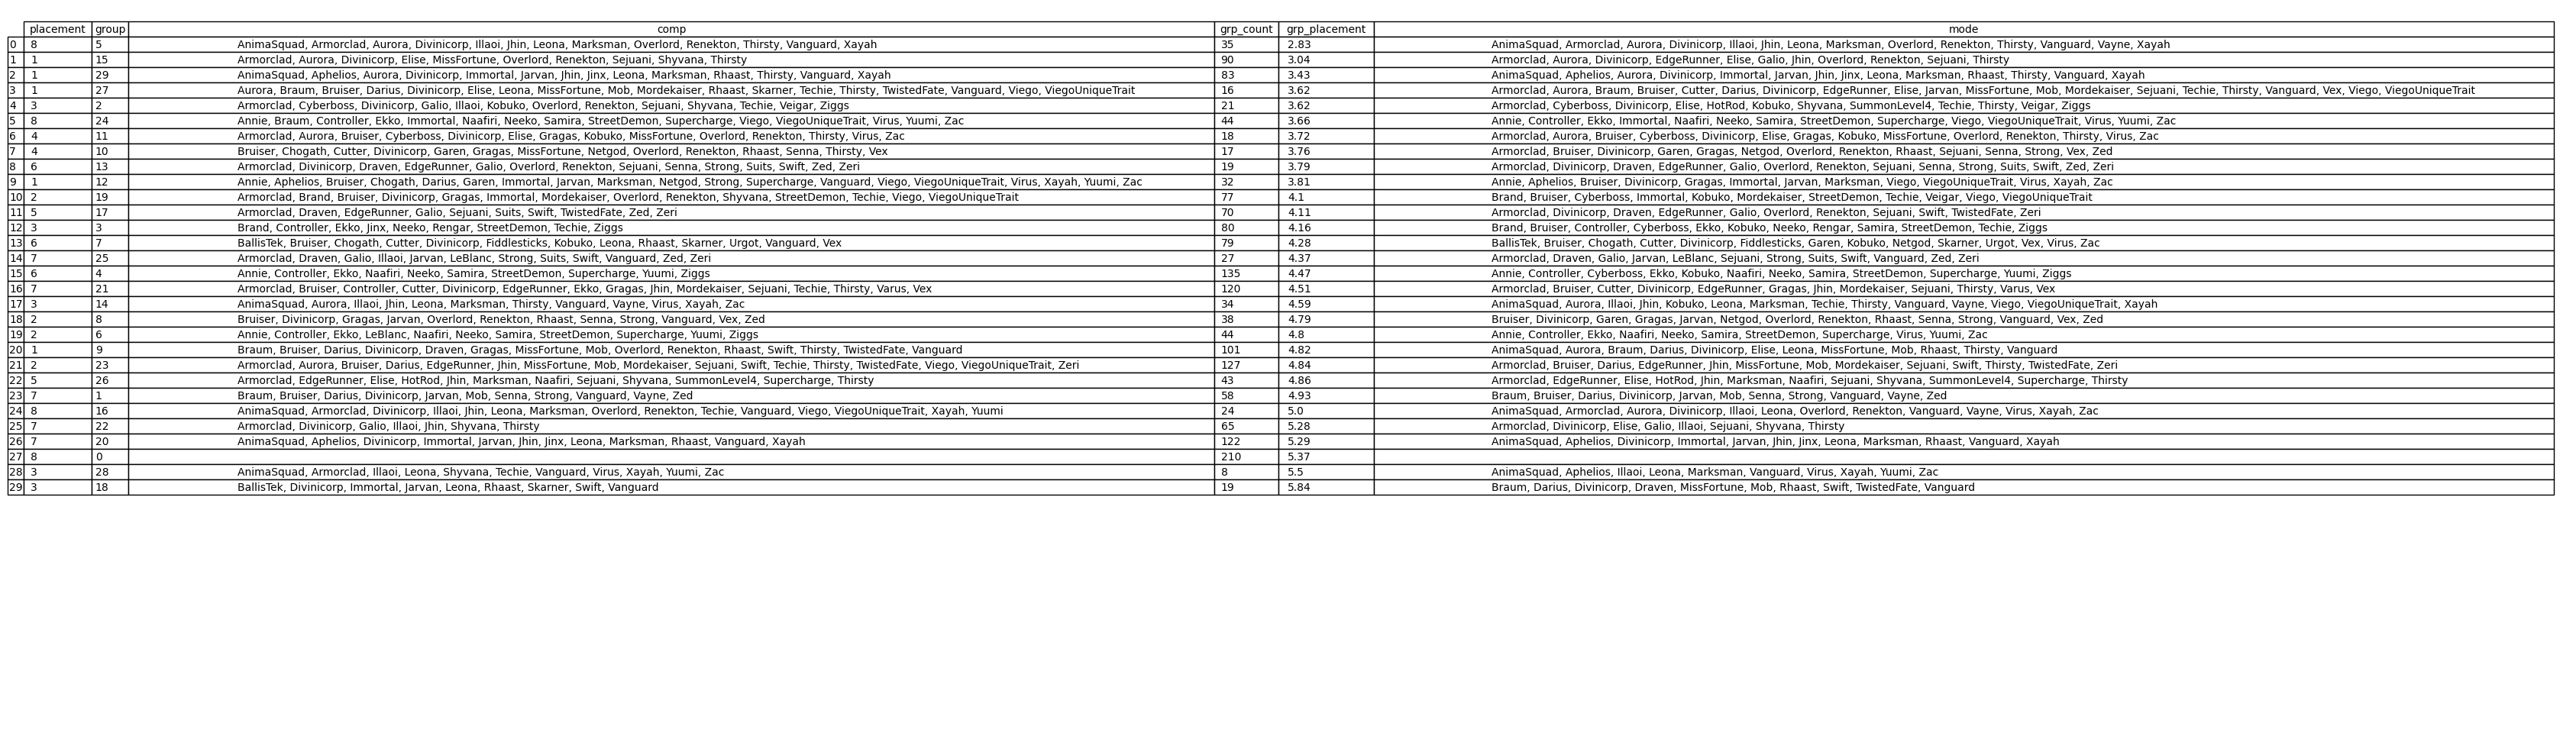 placement group comp grp_count grp_placement mode
0 8 5 AnimaSquad, Armorclad, Aurora, Divinicorp, Illaoi, Jhin, Leona, Marksman, Overlord, Renekton, Thirsty, Vanguard, Xayah 35 2.83 AnimaSquad, Armorclad, Aurora, Divinicorp, Illaoi, Jhin, Leona, Marksman, Overlord, Renekton, Thirsty, Vanguard, Vayne, Xayah
1 1 15 Armorclad, Aurora, Divinicorp, Elise, MissFortune, Overlord, Renekton, Sejuani, Shyvana, Thirsty 90 3.04 Armorclad, Aurora, Divinicorp, EdgeRunner, Elise, Galio, Jhin, Overlord, Renekton, Sejuani, Thirsty
2 1 29 AnimaSquad, Aphelios, Aurora, Divinicorp, Immortal, Jarvan, Jhin, Jinx, Leona, Marksman, Rhaast, Thirsty, Vanguard, Xayah 83 3.43 AnimaSquad, Aphelios, Aurora, Divinicorp, Immortal, Jarvan, Jhin, Jinx, Leona, Marksman, Rhaast, Thirsty, Vanguard, Xayah
3 1 27 Aurora, Braum, Bruiser, Darius, Divinicorp, Elise, Leona, MissFortune, Mob, Mordekaiser, Rhaast, Skarner, Techie, Thirsty, TwistedFate, Vanguard, Viego, ViegoUniqueTrait 16 3.62 Armorclad, Aurora, Braum, Bruiser, Cutter, Darius, Divinicorp, EdgeRunner, Elise, Jarvan, MissFortune, Mob, Mordekaiser, Sejuani, Techie, Thirsty, Vanguard, Vex, Viego, ViegoUniqueTrait
4 3 2 Armorclad, Cyberboss, Divinicorp, Galio, Illaoi, Kobuko, Overlord, Renekton, Sejuani, Shyvana, Techie, Veigar, Ziggs 21 3.62 Armorclad, Cyberboss, Divinicorp, Elise, HotRod, Kobuko, Shyvana, SummonLevel4, Techie, Thirsty, Veigar, Ziggs
5 8 24 Annie, Braum, Controller, Ekko, Immortal, Naafiri, Neeko, Samira, StreetDemon, Supercharge, Viego, ViegoUniqueTrait, Virus, Yuumi, Zac 44 3.66 Annie, Controller, Ekko, Immortal, Naafiri, Neeko, Samira, StreetDemon, Supercharge, Viego, ViegoUniqueTrait, Virus, Yuumi, Zac
6 4 11 Armorclad, Aurora, Bruiser, Cyberboss, Divinicorp, Elise, Gragas, Kobuko, MissFortune, Overlord, Renekton, Thirsty, Virus, Zac 18 3.72 Armorclad, Aurora, Bruiser, Cyberboss, Divinicorp, Elise, Gragas, Kobuko, MissFortune, Overlord, Renekton, Thirsty, Virus, Zac
7 4 10 Bruiser, Chogath, Cutter, Divinicorp, Garen, Gragas, MissFortune, Netgod, Overlord, Renekton, Rhaast, Senna, Thirsty, Vex 17 3.76 Armorclad, Bruiser, Divinicorp, Garen, Gragas, Netgod, Overlord, Renekton, Rhaast, Sejuani, Senna, Strong, Vex, Zed
8 6 13 Armorclad, Divinicorp, Draven, EdgeRunner, Galio, Overlord, Renekton, Sejuani, Senna, Strong, Suits, Swift, Zed, Zeri 19 3.79 Armorclad, Divinicorp, Draven, EdgeRunner, Galio, Overlord, Renekton, Sejuani, Senna, Strong, Suits, Swift, Zed, Zeri
9 1 12 Annie, Aphelios, Bruiser, Chogath, Darius, Garen, Immortal, Jarvan, Marksman, Netgod, Strong, Supercharge, Vanguard, Viego, ViegoUniqueTrait, Virus, Xayah, Yuumi, Zac 32 3.81 Annie, Aphelios, Bruiser, Divinicorp, Gragas, Immortal, Jarvan, Marksman, Viego, ViegoUniqueTrait, Virus, Xayah, Zac
10 2 19 Armorclad, Brand, Bruiser, Divinicorp, Gragas, Immortal, Mordekaiser, Overlord, Renekton, Shyvana, StreetDemon, Techie, Viego, ViegoUniqueTrait 77 4.1 Brand, Bruiser, Cyberboss, Immortal, Kobuko, Mordekaiser, StreetDemon, Techie, Veigar, Viego, ViegoUniqueTrait
11 5 17 Armorclad, Draven, EdgeRunner, Galio, Sejuani, Suits, Swift, TwistedFate, Zed, Zeri 70 4.11 Armorclad, Divinicorp, Draven, EdgeRunner, Galio, Overlord, Renekton, Sejuani, Swift, TwistedFate, Zeri
12 3 3 Brand, Controller, Ekko, Jinx, Neeko, Rengar, StreetDemon, Techie, Ziggs 80 4.16 Brand, Bruiser, Controller, Cyberboss, Ekko, Kobuko, Neeko, Rengar, Samira, StreetDemon, Techie, Ziggs
13 6 7 BallisTek, Bruiser, Chogath, Cutter, Divinicorp, Fiddlesticks, Kobuko, Leona, Rhaast, Skarner, Urgot, Vanguard, Vex 79 4.28 BallisTek, Bruiser, Chogath, Cutter, Divinicorp, Fiddlesticks, Garen, Kobuko, Netgod, Skarner, Urgot, Vex, Virus, Zac
14 7 25 Armorclad, Draven, Galio, Illaoi, Jarvan, LeBlanc, Strong, Suits, Swift, Vanguard, Zed, Zeri 27 4.37 Armorclad, Draven, Galio, Jarvan, LeBlanc, Sejuani, Strong, Suits, Swift, Vanguard, Zed, Zeri
15 6 4 Annie, Controller, Ekko, Naafiri, Neeko, Samira, StreetDemon, Supercharge, Yuumi, Ziggs 135 4.47 Annie, Controller, Cyberboss, Ekko, Kobuko, Naafiri, Neeko, Samira, StreetDemon, Supercharge, Yuumi, Ziggs
16 7 21 Armorclad, Bruiser, Controller, Cutter, Divinicorp, EdgeRunner, Ekko, Gragas, Jhin, Mordekaiser, Sejuani, Techie, Thirsty, Varus, Vex 120 4.51 Armorclad, Bruiser, Cutter, Divinicorp, EdgeRunner, Gragas, Jhin, Mordekaiser, Sejuani, Thirsty, Varus, Vex
17 3 14 AnimaSquad, Aurora, Illaoi, Jhin, Leona, Marksman, Thirsty, Vanguard, Vayne, Virus, Xayah, Zac 34 4.59 AnimaSquad, Aurora, Illaoi, Jhin, Kobuko, Leona, Marksman, Techie, Thirsty, Vanguard, Vayne, Viego, ViegoUniqueTrait, Xayah
18 2 8 Bruiser, Divinicorp, Gragas, Jarvan, Overlord, Renekton, Rhaast, Senna, Strong, Vanguard, Vex, Zed 38 4.79 Bruiser, Divinicorp, Garen, Gragas, Jarvan, Netgod, Overlord, Renekton, Rhaast, Senna, Strong, Vanguard, Vex, Zed
19 2 6 Annie, Controller, Ekko, LeBlanc, Naafiri, Neeko, Samira, StreetDemon, Supercharge, Yuumi, Ziggs 44 4.8 Annie, Controller, Ekko, Naafiri, Neeko, Samira, StreetDemon, Supercharge, Virus, Yuumi, Zac
20 1 9 Braum, Bruiser, Darius, Divinicorp, Draven, Gragas, MissFortune, Mob, Overlord, Renekton, Rhaast, Swift, Thirsty, TwistedFate, Vanguard 101 4.82 AnimaSquad, Aurora, Braum, Darius, Divinicorp, Elise, Leona, MissFortune, Mob, Rhaast, Thirsty, Vanguard
21 2 23 Armorclad, Aurora, Bruiser, Darius, EdgeRunner, Jhin, MissFortune, Mob, Mordekaiser, Sejuani, Swift, Techie, Thirsty, TwistedFate, Viego, ViegoUniqueTrait, Zeri 127 4.84 Armorclad, Bruiser, Darius, EdgeRunner, Jhin, MissFortune, Mob, Mordekaiser, Sejuani, Swift, Thirsty, TwistedFate, Zeri
22 5 26 Armorclad, EdgeRunner, Elise, HotRod, Jhin, Marksman, Naafiri, Sejuani, Shyvana, SummonLevel4, Supercharge, Thirsty 43 4.86 Armorclad, EdgeRunner, Elise, HotRod, Jhin, Marksman, Naafiri, Sejuani, Shyvana, SummonLevel4, Supercharge, Thirsty
23 7 1 Braum, Bruiser, Darius, Divinicorp, Jarvan, Mob, Senna, Strong, Vanguard, Vayne, Zed 58 4.93 Braum, Bruiser, Darius, Divinicorp, Jarvan, Mob, Senna, Strong, Vanguard, Vayne, Zed
24 8 16 AnimaSquad, Armorclad, Divinicorp, Illaoi, Jhin, Leona, Marksman, Overlord, Renekton, Techie, Vanguard, Viego, ViegoUniqueTrait, Xayah, Yuumi 24 5.0 AnimaSquad, Armorclad, Aurora, Divinicorp, Illaoi, Leona, Overlord, Renekton, Vanguard, Vayne, Virus, Xayah, Zac
25 7 22 Armorclad, Divinicorp, Galio, Illaoi, Jhin, Shyvana, Thirsty 65 5.28 Armorclad, Divinicorp, Elise, Galio, Illaoi, Sejuani, Shyvana, Thirsty
26 7 20 AnimaSquad, Aphelios, Divinicorp, Immortal, Jarvan, Jhin, Jinx, Leona, Marksman, Rhaast, Vanguard, Xayah 122 5.29 AnimaSquad, Aphelios, Divinicorp, Immortal, Jarvan, Jhin, Jinx, Leona, Marksman, Rhaast, Vanguard, Xayah
27 8 0 210 5.37
28 3 28 AnimaSquad, Armorclad, Illaoi, Leona, Shyvana, Techie, Vanguard, Virus, Xayah, Yuumi, Zac 8 5.5 AnimaSquad, Aphelios, Illaoi, Leona, Marksman, Vanguard, Virus, Xayah, Yuumi, Zac
29 3 18 BallisTek, Divinicorp, Immortal, Jarvan, Leona, Rhaast, Skarner, Swift, Vanguard 19 5.84 Braum, Darius, Divinicorp, Draven, MissFortune, Mob, Rhaast, Swift, TwistedFate, Vanguard